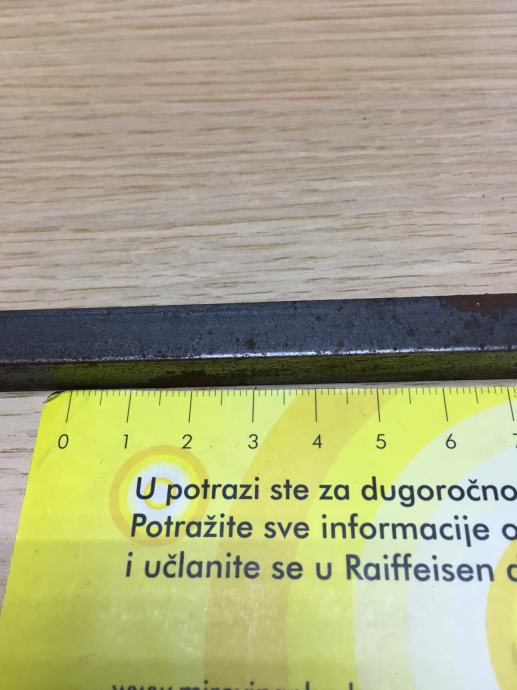 0 1 2 3 4 5 6
U potrazi ste za dugoročno
Potražite sve informacije o
i učlanite se u Raiffeisen